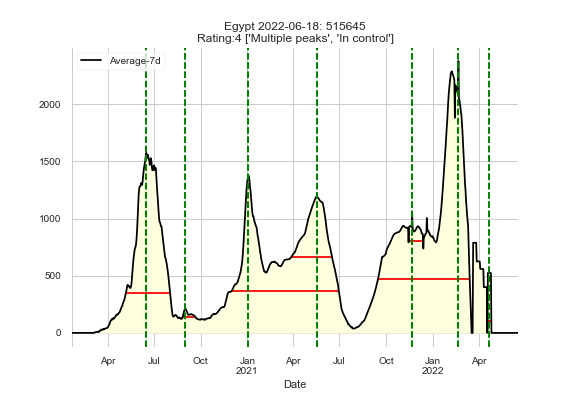 Egypt 2022-06-18: 515645
Rating:4 ['Multiple peaks', 'In control']
Average-7d
2000
1500
1000
500
0
Apr Jul Oct Jan Apr Jul Oct Jan Apr
2021 2022
Date